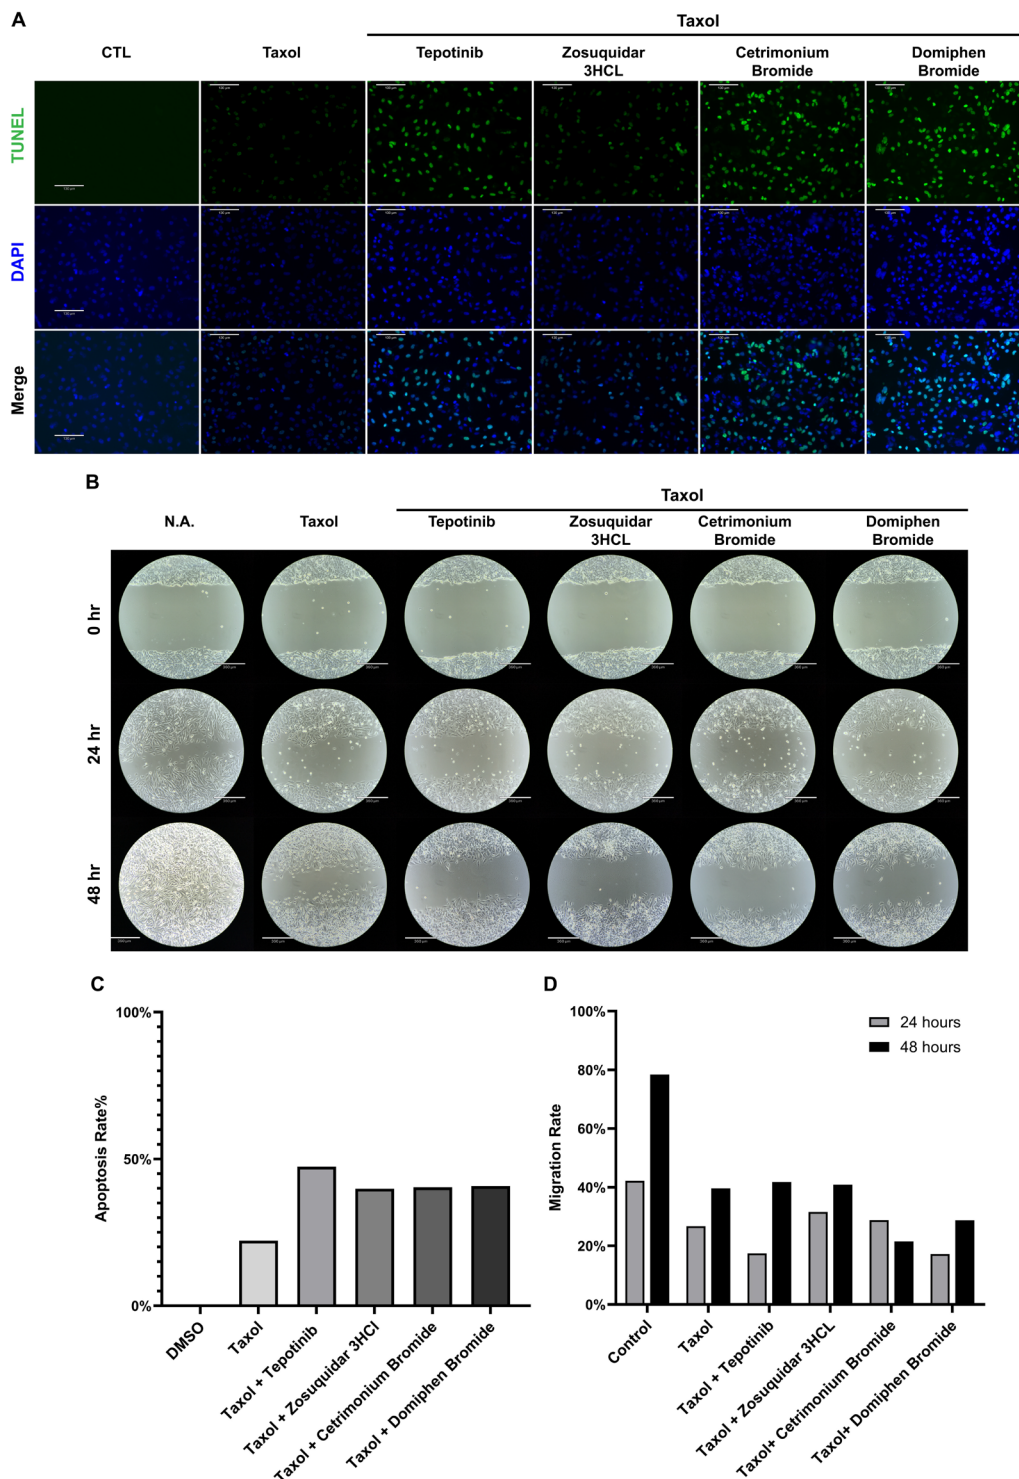 A
Taxol
CTL
Taxol
Tepotinib
Zosuquidar
3HCL
Cetrimonium
Bromide
Domiphen
Bromide
TUNEL
DAPI
Merge
B
Taxol
N.A.
Taxol
Tepotinib
Zosuquidar
3HCL
Cetrimonium
Bromide
Domiphen
Bromide
0 hr
24 hr
48 hr
C
Apoptosis Rate%
100%
50%
0%
DMSO
Taxol
Taxol + Tepotinib
Taxol + Zosuquidar 3HCl
Taxol + Cetrimonium Bromide
Taxol + Domiphen Bromide
D
24 hours
48 hours
Migration Rate
100%
80%
60%
40%
20%
0%
Control
Taxol
Taxol + Tepotinib
Taxol + Zosuquidar 3HCL
Taxol+ Cetrimonium Bromide
Taxol+ Domiphen Bromide